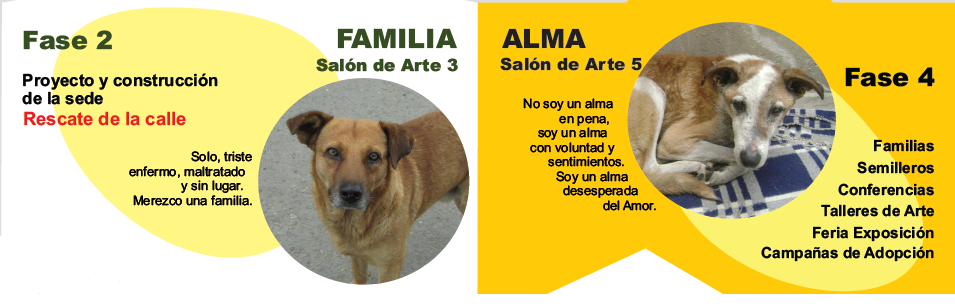 Fase 2
FAMILIA
Salón de Arte 3
Proyecto y construcción
de la sede
Rescate de la calle
Solo, triste
enfermo, maltratado
y sin lugar.
Merezco una familia.
ALMA
Salón de Arte 5
Fase 4
No soy un alma
en pena,
soy un alma
con voluntad y
sentimientos.
Soy un alma
desesperada
del Amor.
Familias
Semilleros
Conferencias
Talleres de Arte
Feria Exposición
Campañas de Adopción